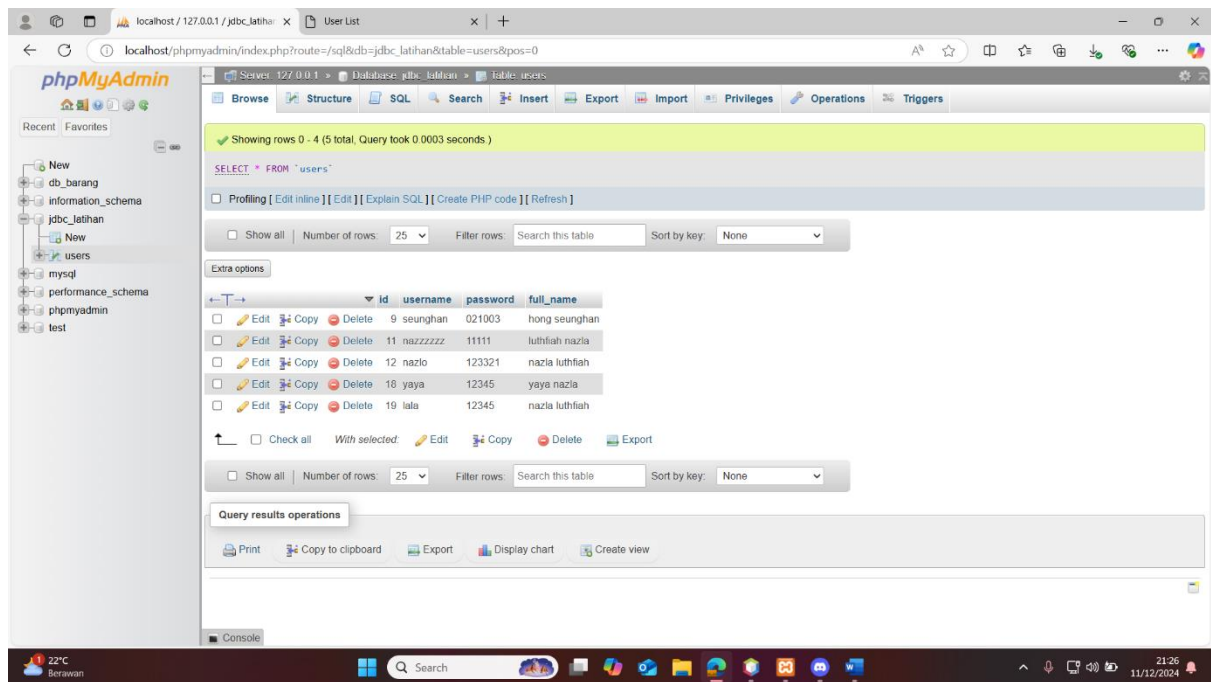 localhost / 127.0.0.1 / jdbc_latihan
User List
localhost/phpmyadmin/index.php?route=/sql&db=jdbc_latihan&table=users&pos=0
phpMyAdmin
Recent Favorites
New
db_barang
information_schema
jdbc_latihan
New
users
mysql
performance_schema
phpmyadmin
test
Server: 127.0.0.1 » Database: jdbc_latihan » Table: users
Browse Structure SQL Search Insert Export Import Privileges Operations Triggers
Showing rows 0 - 4 (5 total, Query took 0.0003 seconds.)
SELECT * FROM `users`
Profiling [ Edit inline ] [ Edit ] [ Explain SQL ] [ Create PHP code ] [ Refresh ]
Show all | Number of rows: 25 Filter rows: Search this table Sort by key: None
Extra options
←T→ id username password full_name
Edit Copy Delete 9 seunghan 021003 hong seunghan
Edit Copy Delete 11 nazzzzzz 11111 luthfiah nazla
Edit Copy Delete 12 nazlo 123321 nazla luthfiah
Edit Copy Delete 18 yaya 12345 yaya nazla
Edit Copy Delete 19 lala 12345 nazla luthfiah
Check all With selected: Edit Copy Delete Export
Show all | Number of rows: 25 Filter rows: Search this table Sort by key: None
Query results operations
Print Copy to clipboard Export Display chart Create view
Console
1
22°C
Berawan
Search
21:26
11/12/2024